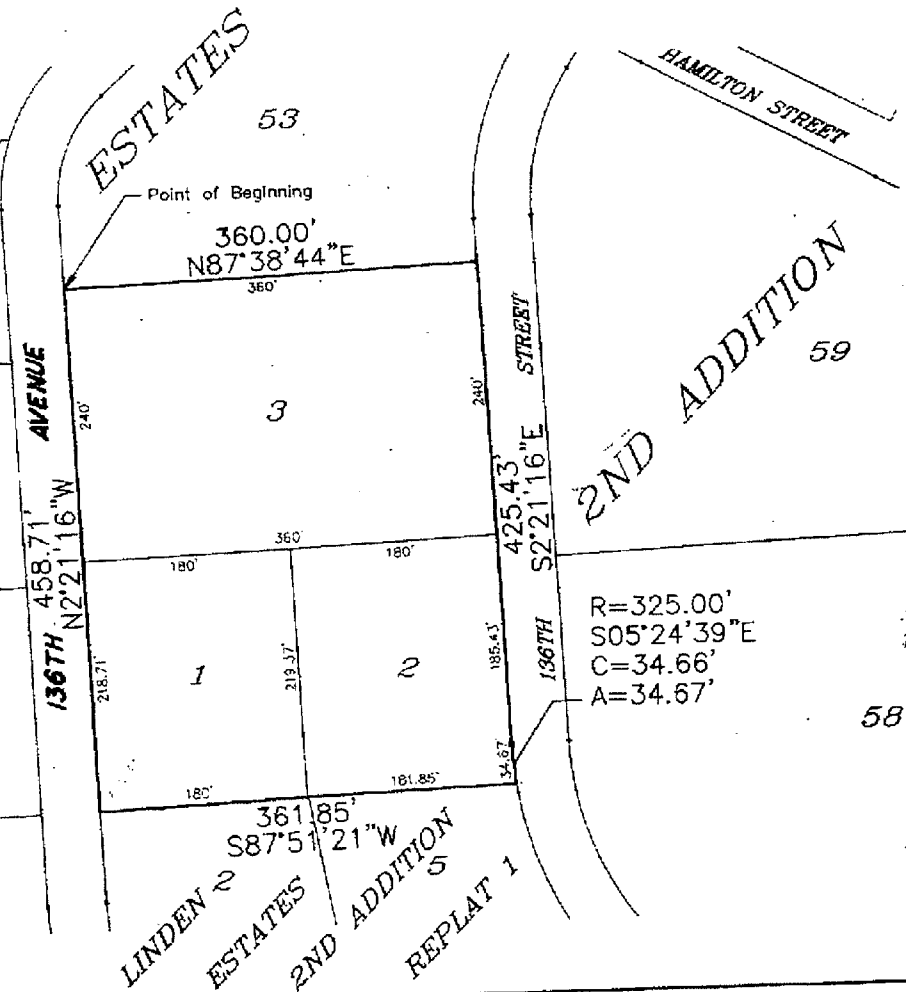 ESTATES
53
HAMILTON STREET
Point of Beginning
360.00'
N87°38'44"E
360'
136TH AVENUE
458.71'
N2°21'16"W
240'
3
240'
STREET
425.43'
S2°21'16"E
136TH
2ND ADDITION
59
360'
180'
180'
218.71'
1
219.57'
2
185.43'
34.67'
R=325.00'
S05°24'39"E
C=34.66'
A=34.67'
58
180'
181.85'
361.85'
S87°51'21"W
2
5
LINDEN
ESTATES
2ND ADDITION
REPLAT 1